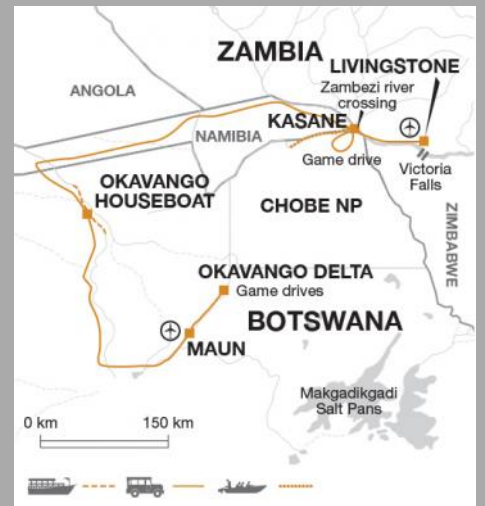 ZAMBIA
LIVINGSTONE
ANGOLA
Zambezi river
crossing
KASANE
NAMIBIA
Game drive
Victoria
Falls
OKAVANGO
HOUSEBOAT
CHOBE NP
ZIMBABWE
OKAVANGO DELTA
Game drives
BOTSWANA
MAUN
Makgadikgadi
Salt Pans
0 km 150 km